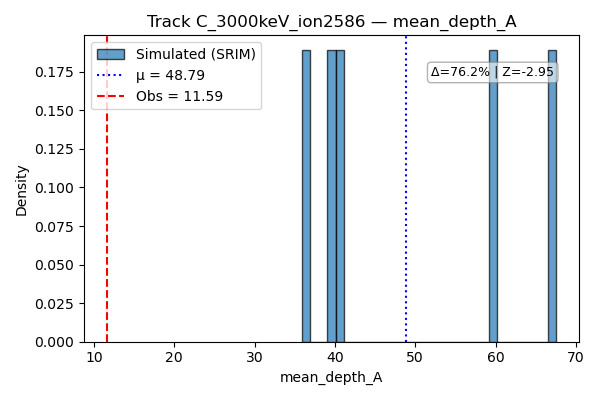 Track C_3000keV_ion2586 — mean_depth_A
Simulated (SRIM)
μ = 48.79
Obs = 11.59
Δ=76.2% | Z=-2.95
Density
0.175
0.150
0.125
0.100
0.075
0.050
0.025
0.000
10 20 30 40 50 60 70
mean_depth_A